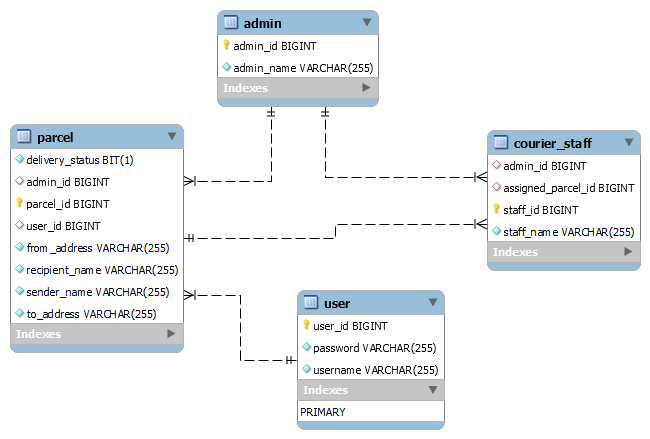 admin
admin_id BIGINT
admin_name VARCHAR(255)
Indexes
parcel
delivery_status BIT(1)
admin_id BIGINT
parcel_id BIGINT
user_id BIGINT
from_address VARCHAR(255)
recipient_name VARCHAR(255)
sender_name VARCHAR(255)
to_address VARCHAR(255)
Indexes
courier_staff
admin_id BIGINT
assigned_parcel_id BIGINT
staff_id BIGINT
staff_name VARCHAR(255)
Indexes
user
user_id BIGINT
password VARCHAR(255)
username VARCHAR(255)
Indexes
PRIMARY